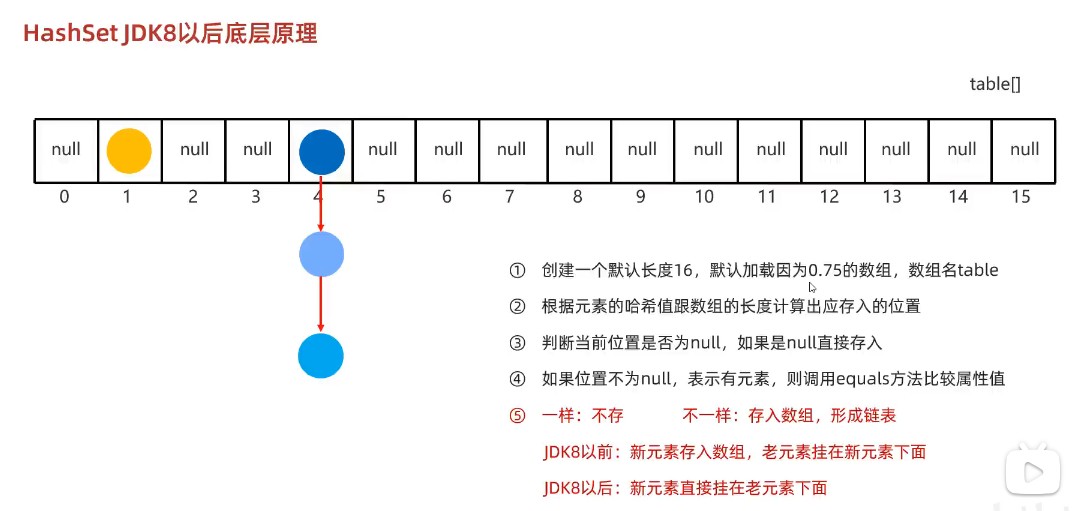 HashSet JDK8以后底层原理
table[]
null null null null null null null null null null null null null null
0 1 2 3 4 5 6 7 8 9 10 11 12 13 14 15
① 创建一个默认长度16，默认加载因为0.75的数组，数组名table
② 根据元素的哈希值跟数组的长度计算出应存入的位置
③ 判断当前位置是否为null，如果是null直接存入
④ 如果位置不为null，表示有元素，则调用equals方法比较属性值
⑤ 一样：不存 不一样：存入数组，形成链表
JDK8以前：新元素存入数组，老元素挂在新元素下面
JDK8以后：新元素直接挂在老元素下面